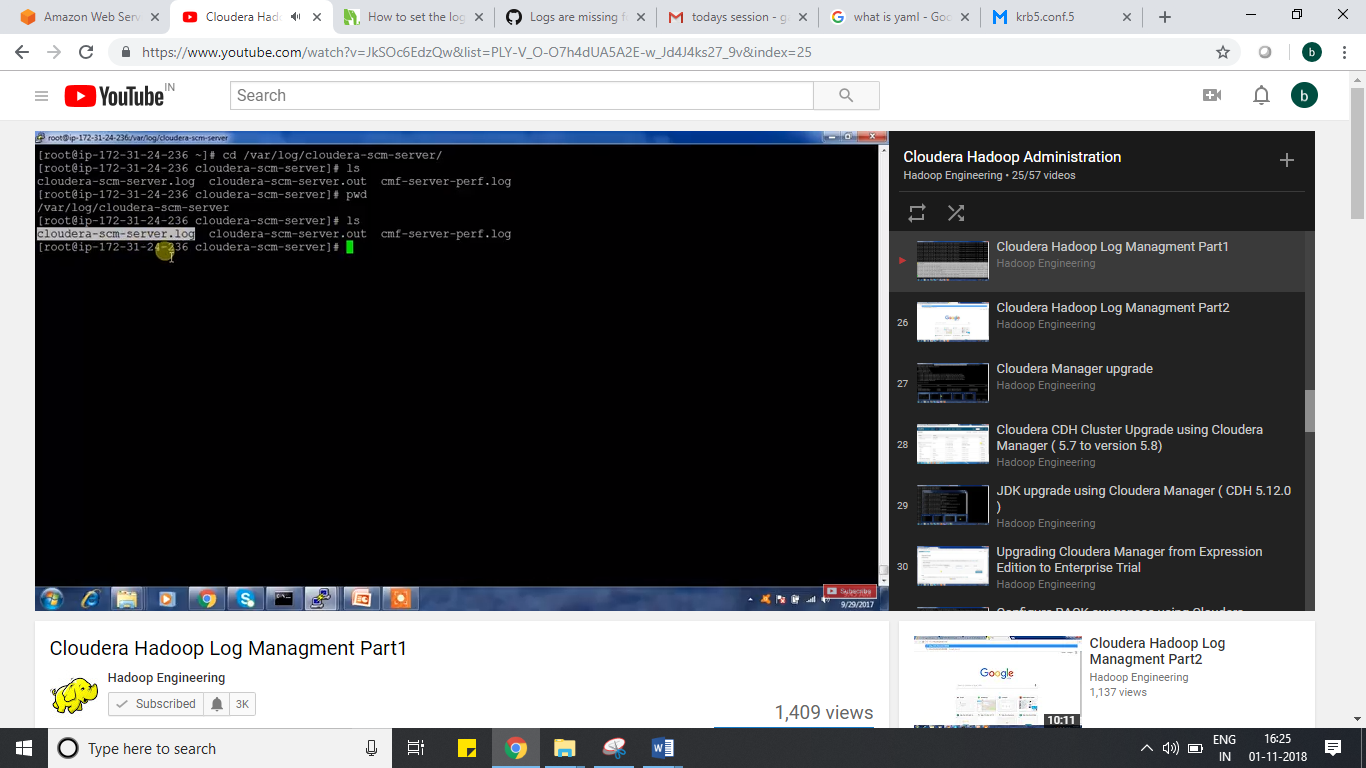 Amazon Web Serv
Cloudera Had
How to set the log
Logs are missing f
todays session - g
what is yaml - Goo
krb5.conf.5
https://www.youtube.com/watch?v=JkSOc6EdzQw&list=PLY-V_O-O7h4dUA5A2E-w_Jd4J4ks27_9v&index=25
b
YouTube IN
Search
b
root@ip-172-31-24-236:/var/log/cloudera-scm-server
[root@ip-172-31-24-236 ~]# cd /var/log/cloudera-scm-server/
[root@ip-172-31-24-236 cloudera-scm-server]# ls
cloudera-scm-server.log cloudera-scm-server.out cmf-server-perf.log
[root@ip-172-31-24-236 cloudera-scm-server]# pwd
/var/log/cloudera-scm-server
[root@ip-172-31-24-236 cloudera-scm-server]# ls
cloudera-scm-server.log cloudera-scm-server.out cmf-server-perf.log
[root@ip-172-31-24-236 cloudera-scm-server]#
Subscribe
9/29/2017
Cloudera Hadoop Administration
Hadoop Engineering • 25/57 videos
Cloudera Hadoop Log Managment Part1
Hadoop Engineering
26
Cloudera Hadoop Log Managment Part2
Hadoop Engineering
27
Cloudera Manager upgrade
Hadoop Engineering
28
Cloudera CDH Cluster Upgrade using Cloudera
Manager ( 5.7 to version 5.8)
Hadoop Engineering
29
JDK upgrade using Cloudera Manager ( CDH 5.12.0
)
Hadoop Engineering
30
Upgrading Cloudera Manager from Expression
Edition to Enterprise Trial
Hadoop Engineering
Configure RACK awareness using Cloudera
Cloudera Hadoop Log Managment Part1
Hadoop Engineering
Subscribed
3K
1,409 views
Google
10:11
Cloudera Hadoop Log
Managment Part2
Hadoop Engineering
1,137 views
Type here to search
ENG
IN
16:25
01-11-2018